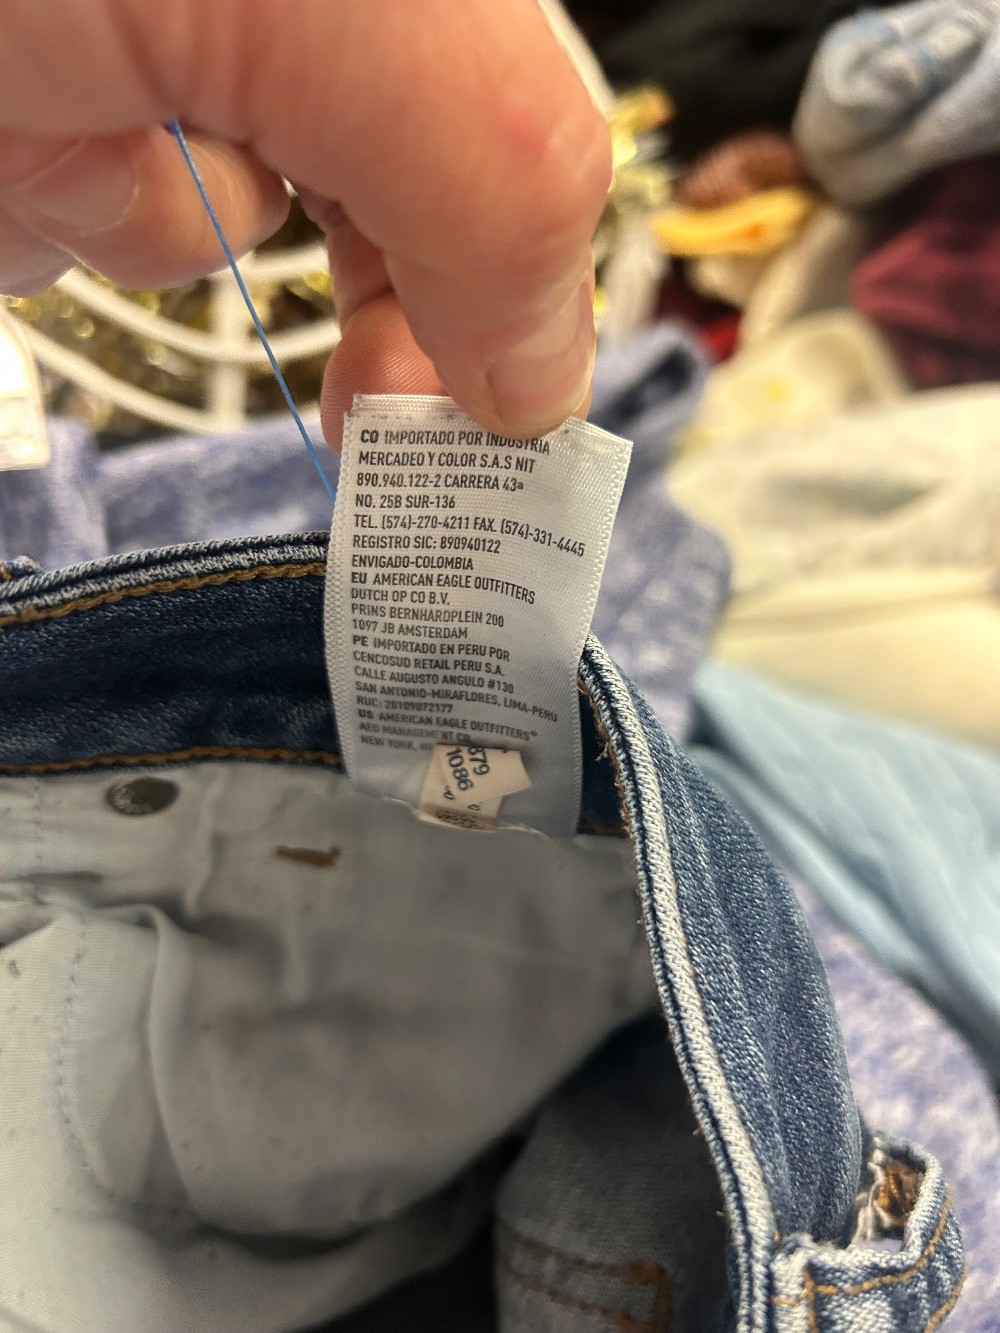 CO IMPORTADO POR INDUSTRIA
MERCADEO Y COLOR S.A.S NIT
890.940.122-2 CARRERA 43ª
NO. 25B SUR-136
TEL. (574)-270-4211 FAX. (574)-331-4445
REGISTRO SIC: 890940122
ENVIGADO-COLOMBIA
EU AMERICAN EAGLE OUTFITTERS
DUTCH OP CO B.V.
PRINS BERNHARDPLEIN 200
1097 JB AMSTERDAM
PE IMPORTADO EN PERU POR
CENCOSUD RETAIL PERU S.A.
CALLE AUGUSTO ANGULO #130
SAN ANTONIO-MIRAFLORES, LIMA-PERU
RUC: 20109072177
US AMERICAN EAGLE OUTFITTERS®
AEO MANAGEMENT CO.
NEW YORK,
879
1086